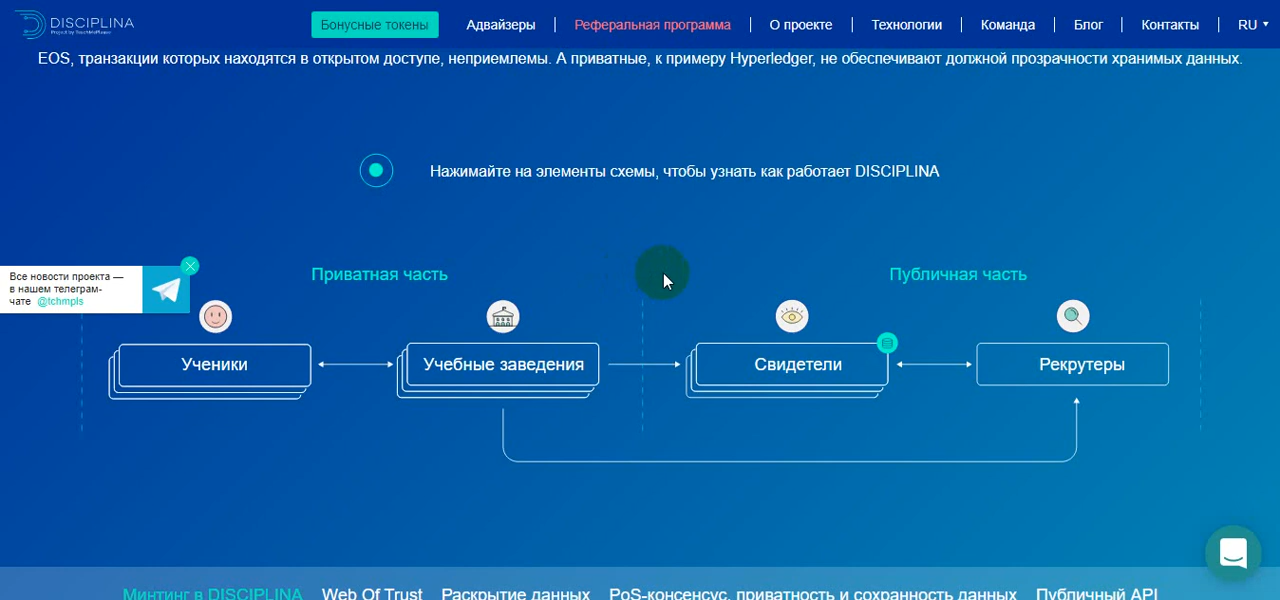 DISCIPLINA
Project by TeachMePlease
Бонусные токены
Адвайзеры
Реферальная программа
О проекте
Технологии
Команда
Блог
Контакты
RU
EOS, транзакции которых находятся в открытом доступе, неприемлемы. А приватные, к примеру Hyperledger, не обеспечивают должной прозрачности хранимых данных.
Нажимайте на элементы схемы, чтобы узнать как работает DISCIPLINA
Все новости проекта —
в нашем телеграм-
чате @tchmpls
Приватная часть
Публичная часть
Ученики
Учебные заведения
Свидетели
Рекрутеры
Минтинг в DISCIPLINA
Web Of Trust
Раскрытие данных
PoS-консенсус, приватность и сохранность данных
Публичный API